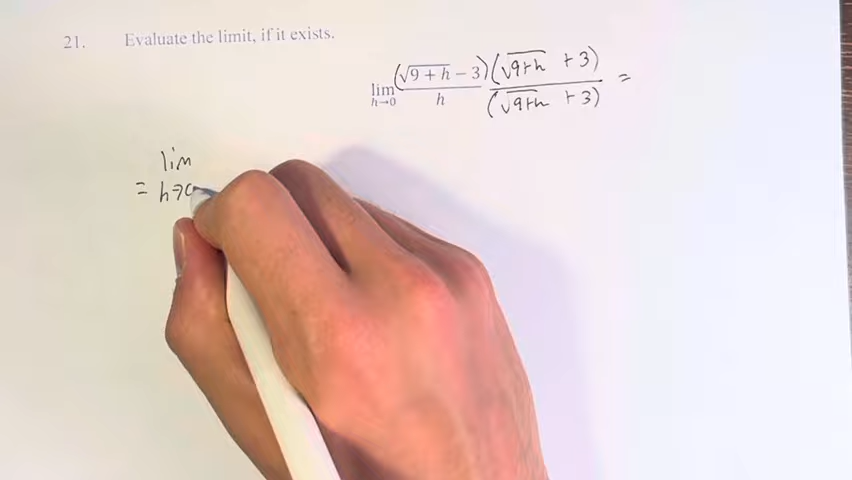 21. Evaluate the limit, if it exists.
lim h→0 (√9+h − 3)/h (√9+h + 3)/(√9+h + 3) =
= lim h→0